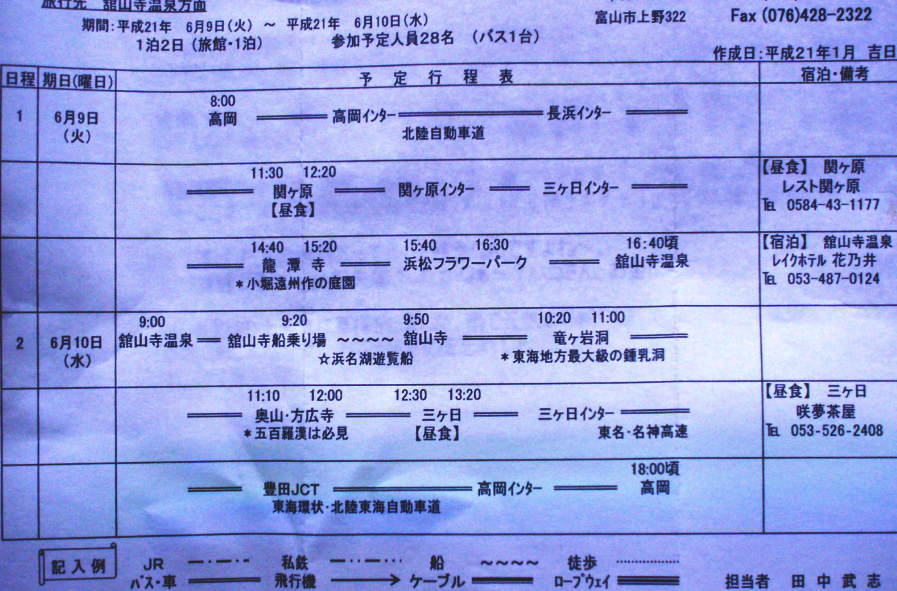 旅行先　舘山寺温泉方面
期間：平成21年　6月9日(火)　～　平成21年　6月10日(水)
富山市上野322　Fax (076)428-2322
1泊2日 (旅館・1泊)　参加予定人員28名　(バス1台)
作成日：平成21年1月　吉日
日程　期日(曜日)　予　定　行　程　表　宿泊・備考
8:00
1　6月9日　高岡　高岡インター　長浜インター
(火)　北陸自動車道
11:30　12:20　【昼食】　関ヶ原
関ヶ原　関ヶ原インター　三ヶ日インター　レスト関ヶ原
【昼食】　℡　0584-43-1177
14:40　15:20　15:40　16:30　16:40頃　【宿泊】　舘山寺温泉
龍　潭　寺　浜松フラワーパーク　舘山寺温泉　レイクホテル 花乃井
＊小堀遠州作の庭園　℡　053-487-0124
9:00　9:20　9:50　10:20　11:00
2　6月10日　舘山寺温泉　舘山寺船乗り場　～～～～　舘山寺　竜ヶ岩洞
(水)　☆浜名湖遊覧船　＊東海地方最大級の鍾乳洞
11:10　12:00　12:30　13:20　【昼食】　三ヶ日
奥山・方広寺　三ヶ日　三ヶ日インター　咲夢茶屋
＊五百羅漢は必見　【昼食】　東名・名神高速　℡　053-526-2408
18:00頃
豊田JCT　高岡インター　高岡
東海環状・北陸東海自動車道
記入例　JR　私鉄　船　～～～～　徒歩
バス・車　飛行機　ケーブル　ロープウェイ　担当者　田　中　武　志